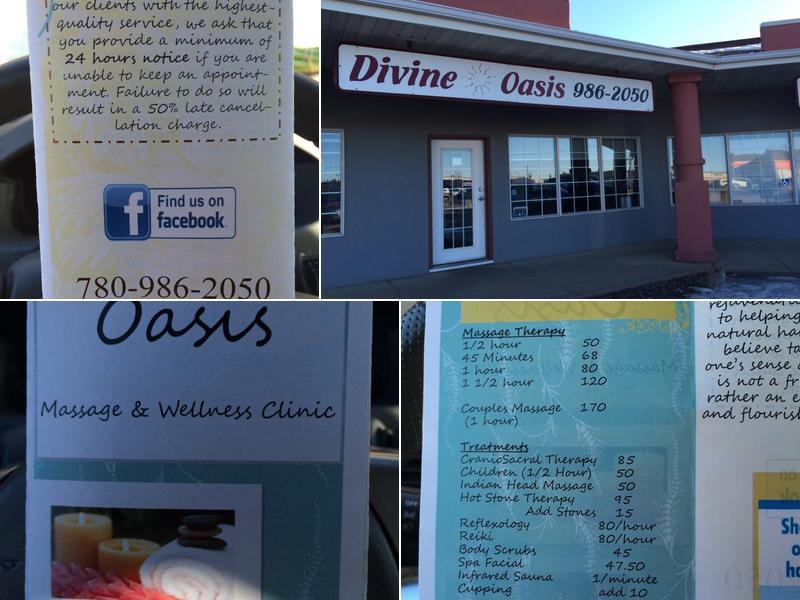 our clients with the highest-
quality service, we ask that
you provide a minimum of
24 hours notice if you are
unable to keep an appoint-
ment. Failure to do so will
result in a 50% late cancel-
lation charge.
f Find us on
facebook
780-986-2050
Divine Oasis 986-2050
Oasis
Massage & Wellness Clinic
Massage Therapy
1/2 hour 50
45 Minutes 68
1 hour 80
1 1/2 hour 120
Couples Massage 170
(1 hour)
Treatments
CranioSacral Therapy 85
Children (1/2 Hour) 50
Indian Head Massage 50
Hot Stone Therapy 95
Add Stones 15
Reflexology 80/hour
Reiki 80/hour
Body Scrubs 45
Spa Facial 47.50
Infrared Sauna 1/minute
Cupping add 10
to helping
natural ha
believe ta
one's sense
is not a fr
rather an e
and flouris
Sh
o
ha